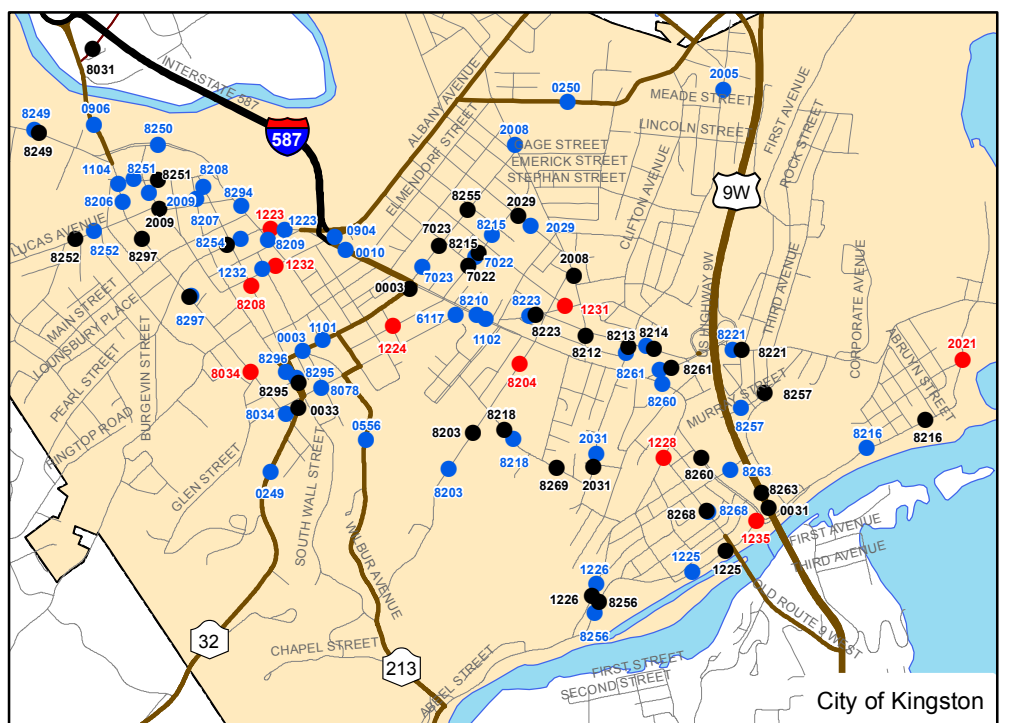 8031
INTERSTATE 587
587
ALBANY AVENUE
ELMENDORF STREET
0250
2005
MEADE STREET
FIRST AVENUE
8249
0906
8249
8250
2008
GAGE STREET
LINCOLN STREET
EMERICK STREET
STEPHAN STREET
ROCK STREET
9W
1104
8251
8251
8208
8206
2009
8207
8294
8255
2029
CLIFTON AVENUE
2009
1223
1223
0904
7023
8215
8215
2029
LUCAS AVENUE
8252
8252
8297
8254
8209
0010
7022
7022
2008
US HIGHWAY 9W
THIRD AVENUE
CORPORATE AVENUE
1232
1232
7023
8208
0003
8297
MAIN STREET
LOUNSBURY PLACE
6117
8210
8223
1231
1102
8223
8213
8214
8221
8221
ABRUYN STREET
2021
1101
0003
1224
8212
8296
8295
8034
8295
8078
8204
8261
8261
8260
PEARL STREET
BURGEVIN STREET
MURRAY STREET
8257
8257
8034
0033
RINGTOP ROAD
0556
8203
8218
8218
2031
1228
8216
8216
GLEN STREET
0249
SOUTH WALL STREET
8203
8269
2031
8260
8263
8263
0031
8268
8268
1235
FIRST AVENUE
THIRD AVENUE
WILBUR AVENUE
1226
1225
1225
1226
8256
8256
OLD ROUTE 9 WEST
32
CHAPEL STREET
213
ABEEL STREET
FIRST STREET
SECOND STREET
City of Kingston